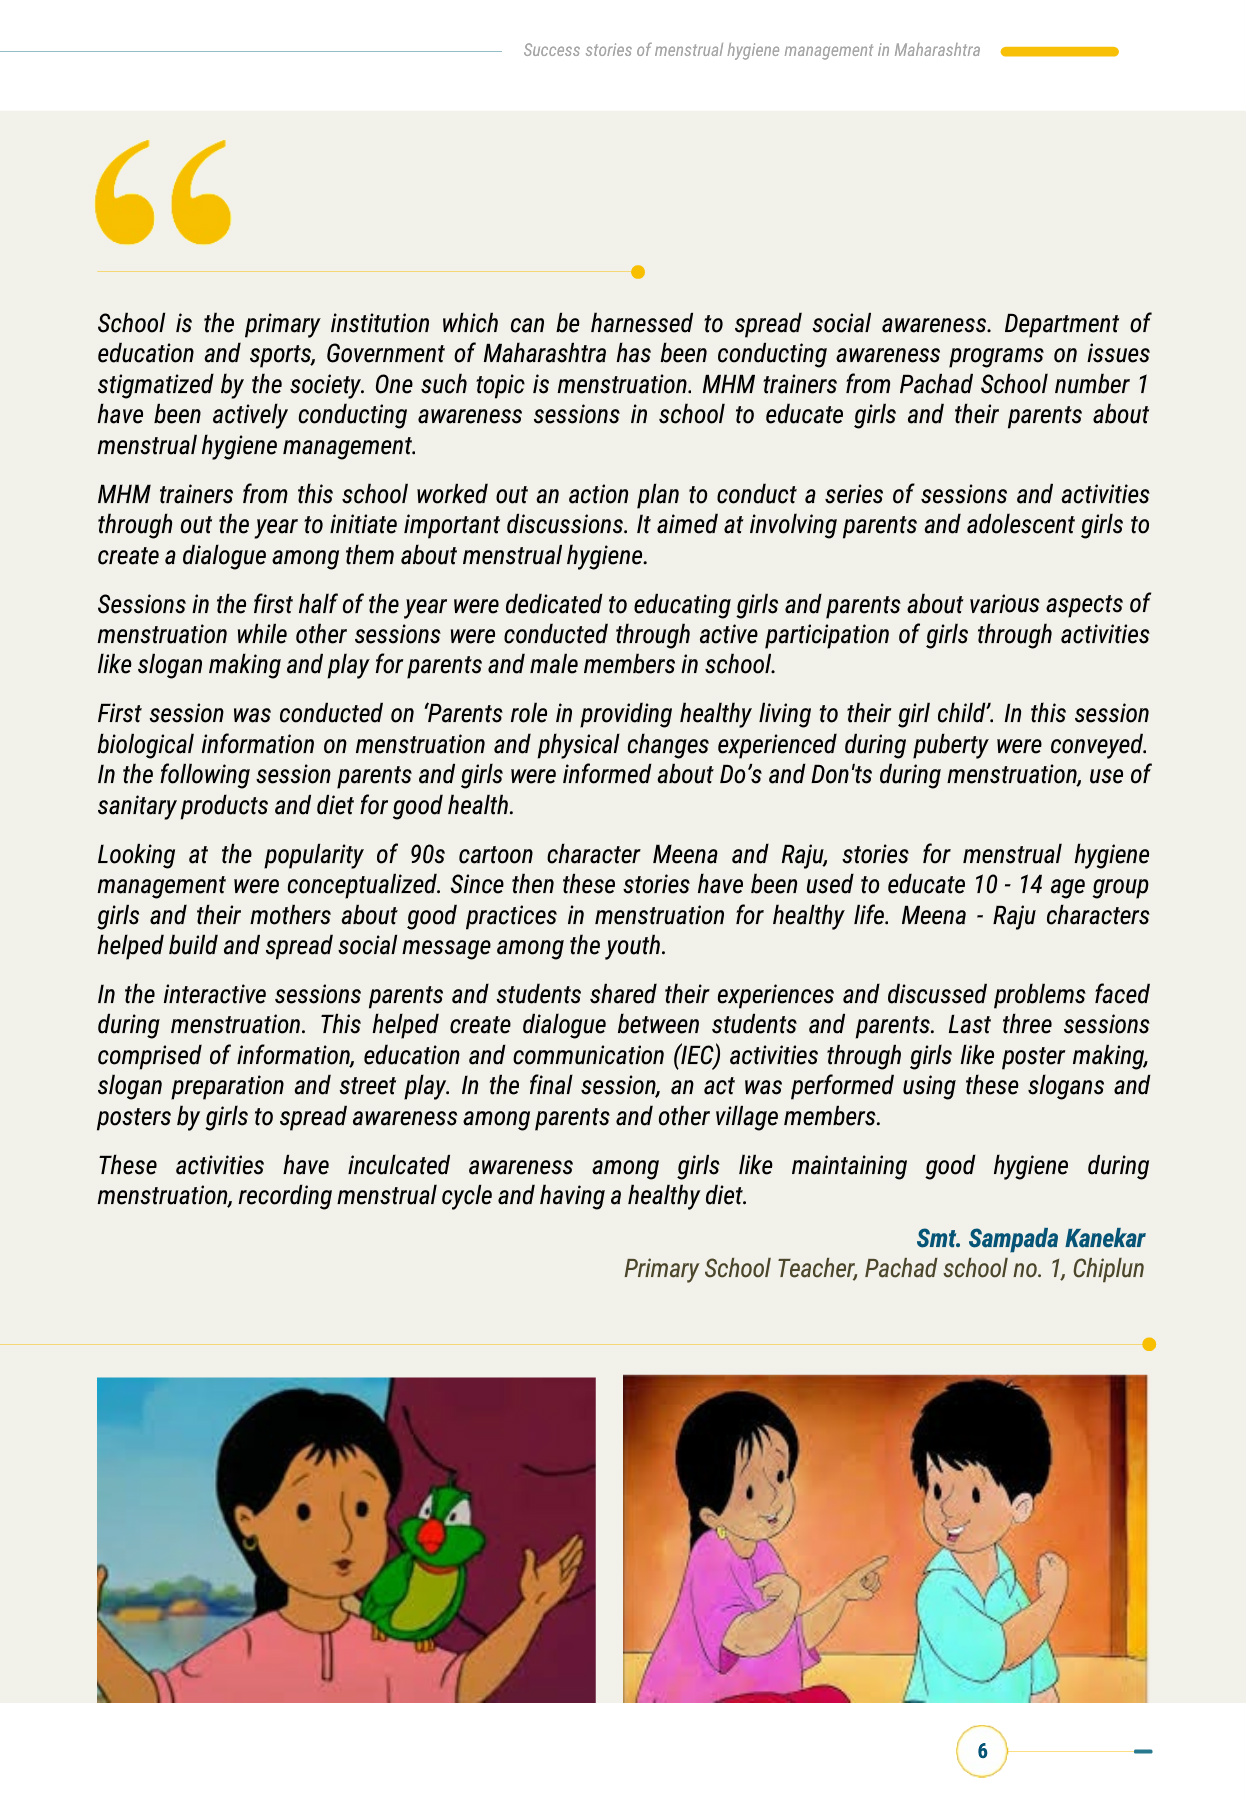 Success stories of menstrual hygiene management in Maharashtra
“
School is the primary institution which can be harnessed to spread social awareness. Department of
education and sports, Government of Maharashtra has been conducting awareness programs on issues
stigmatized by the society. One such topic is menstruation. MHM trainers from Pachad School number 1
have been actively conducting awareness sessions in school to educate girls and their parents about
menstrual hygiene management.
MHM trainers from this school worked out an action plan to conduct a series of sessions and activities
through out the year to initiate important discussions. It aimed at involving parents and adolescent girls to
create a dialogue among them about menstrual hygiene.
Sessions in the first half of the year were dedicated to educating girls and parents about various aspects of
menstruation while other sessions were conducted through active participation of girls through activities
like slogan making and play for parents and male members in school.
First session was conducted on ‘Parents role in providing healthy living to their girl child’. In this session
biological information on menstruation and physical changes experienced during puberty were conveyed.
In the following session parents and girls were informed about Do’s and Don'ts during menstruation, use of
sanitary products and diet for good health.
Looking at the popularity of 90s cartoon character Meena and Raju, stories for menstrual hygiene
management were conceptualized. Since then these stories have been used to educate 10 - 14 age group
girls and their mothers about good practices in menstruation for healthy life. Meena - Raju characters
helped build and spread social message among the youth.
In the interactive sessions parents and students shared their experiences and discussed problems faced
during menstruation. This helped create dialogue between students and parents. Last three sessions
comprised of information, education and communication (IEC) activities through girls like poster making,
slogan preparation and street play. In the final session, an act was performed using these slogans and
posters by girls to spread awareness among parents and other village members.
These activities have inculcated awareness among girls like maintaining good hygiene during
menstruation, recording menstrual cycle and having a healthy diet.
Smt. Sampada Kanekar
Primary School Teacher, Pachad school no. 1, Chiplun
6